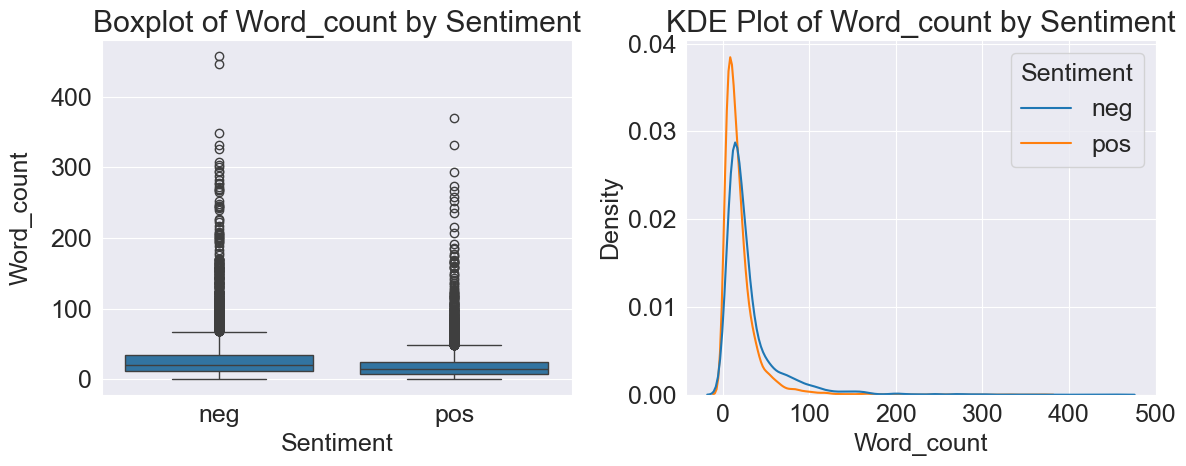 Boxplot of Word_count by Sentiment
Word_count
400
300
200
100
0
neg
pos
Sentiment
KDE Plot of Word_count by Sentiment
Density
0.04
0.03
0.02
0.01
0.00
Sentiment
neg
pos
0
100
200
300
400
500
Word_count